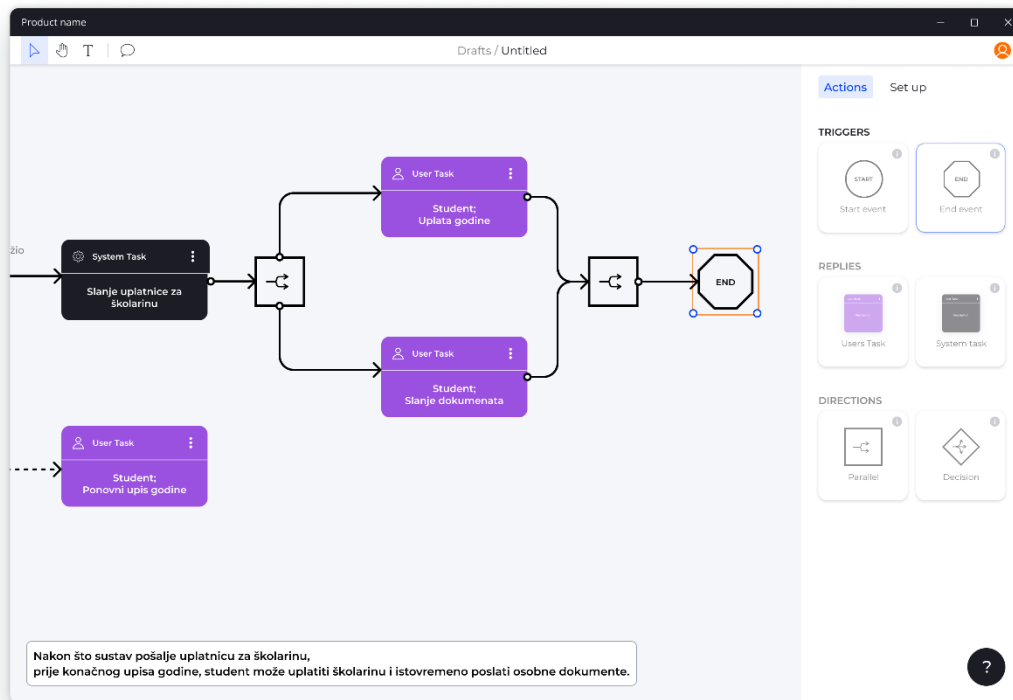 Product name
T
Drafts / Untitled
Actions
Set up
TRIGGERS
START
Start event
END
End event
REPLIES
Users Task
System task
DIRECTIONS
Parallel
Decision
žio
System Task
Slanje uplatnice za
školarinu
User Task
Student;
Uplata godine
User Task
Student;
Slanje dokumenata
END
User Task
Student;
Ponovni upis godine
Nakon što sustav pošalje uplatnicu za školarinu,
prije konačnog upisa godine, student može uplatiti školarinu i istovremeno poslati osobne dokumente.
?